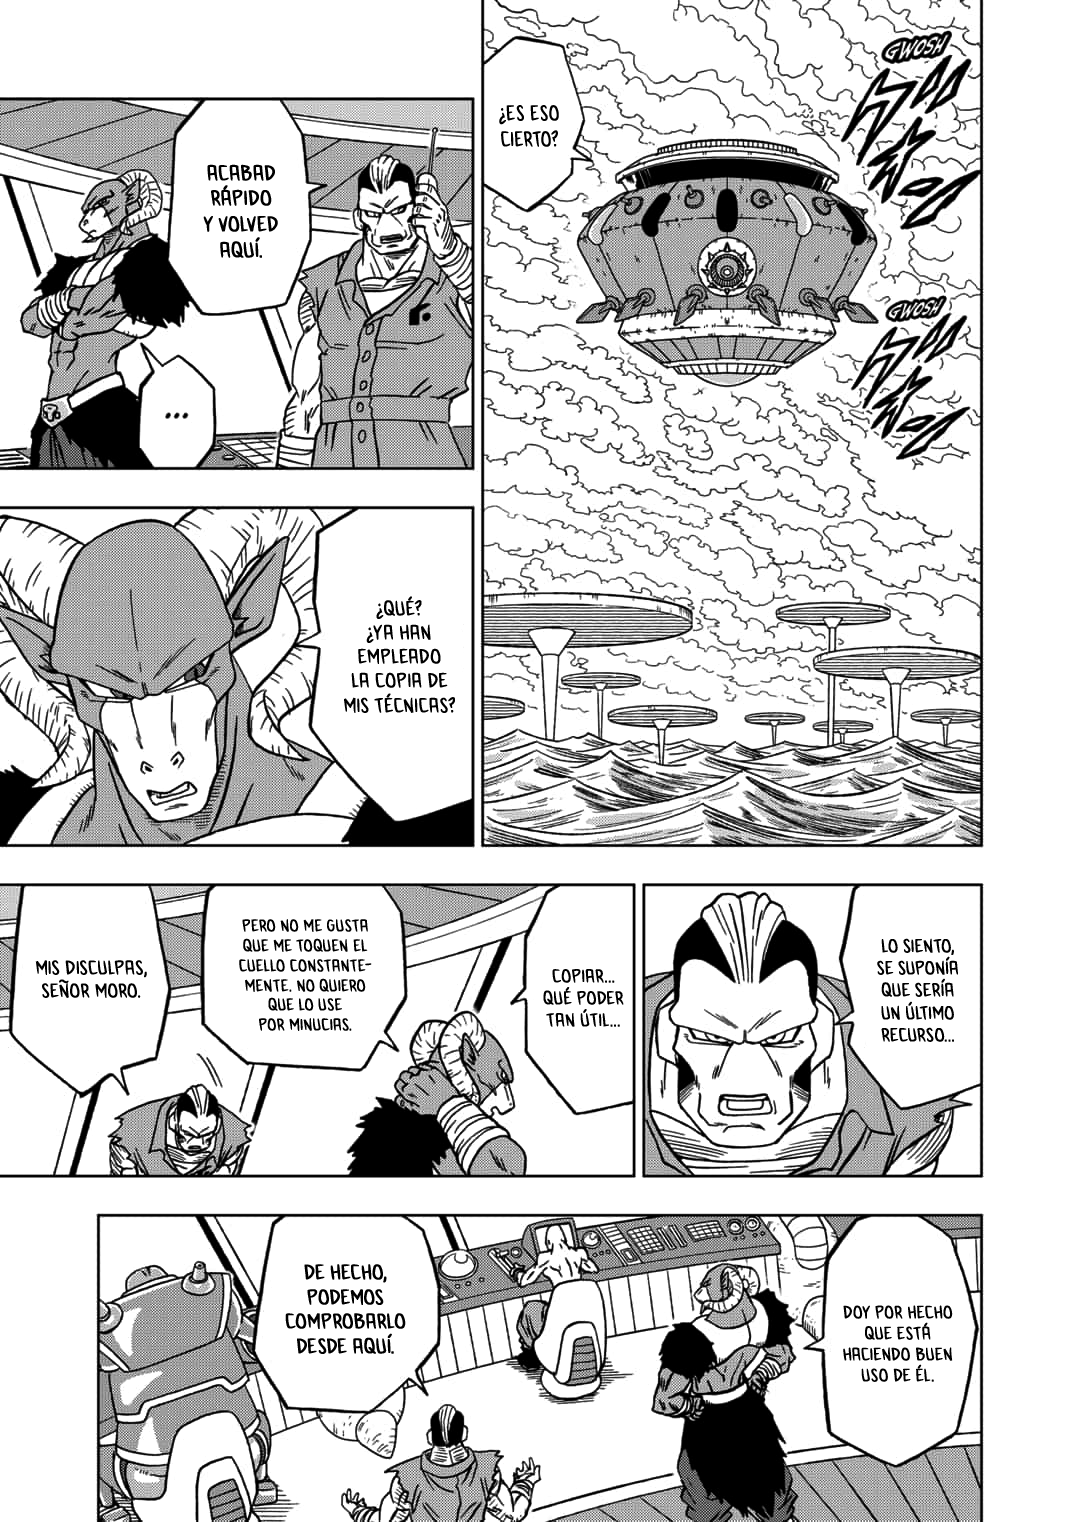 ¿ES ESO
CIERTO?
GWOSH
GWOSH
ACABAD
RÁPIDO
Y VOLVED
AQUÍ.
...
¿QUÉ?
¿YA HAN
EMPLEADO
LA COPIA DE
MIS TÉCNICAS?
LO SIENTO,
SE SUPONÍA
QUE SERÍA
UN ÚLTIMO
RECURSO...
COPIAR...
QUÉ PODER
TAN ÚTIL...
PERO NO ME GUSTA
QUE ME TOQUEN EL
CUELLO CONSTANTE-
MENTE. NO QUIERO
QUE LO USE
POR MINUCIAS.
MIS DISCULPAS,
SEÑOR MORO.
DOY POR HECHO
QUE ESTÁ
HACIENDO BUEN
USO DE ÉL.
DE HECHO,
PODEMOS
COMPROBARLO
DESDE AQUÍ.